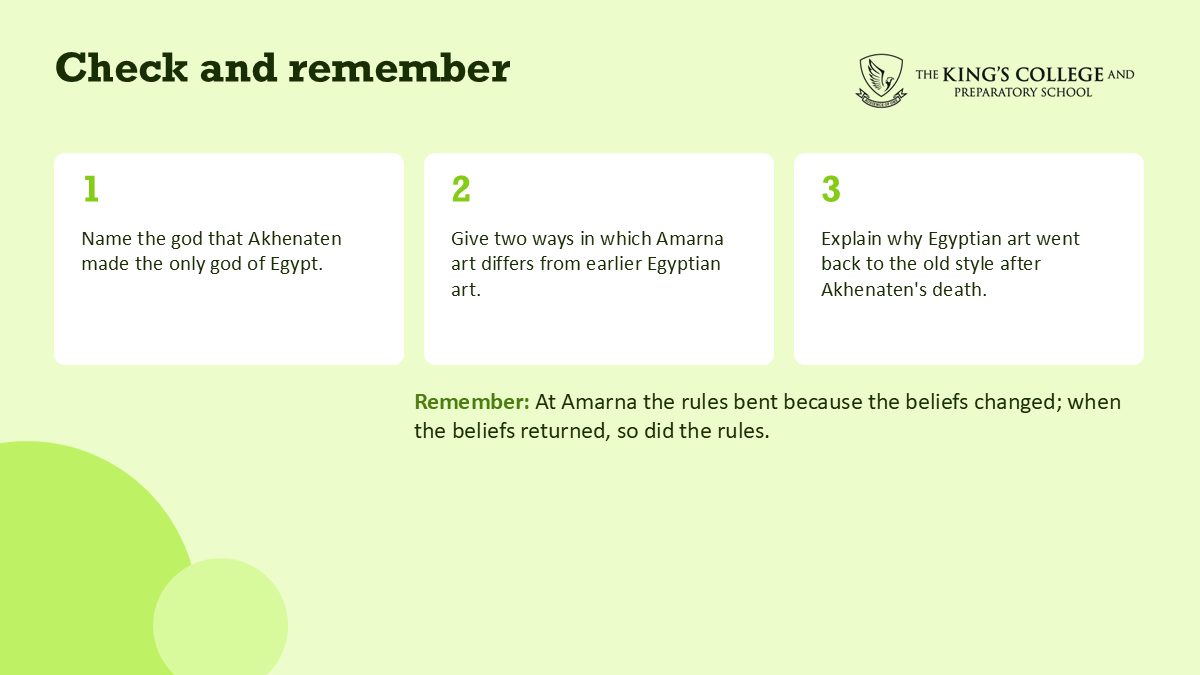 Check and remember
THE KING'S COLLEGE AND
PREPARATORY SCHOOL
1
Name the god that Akhenaten
made the only god of Egypt.
2
Give two ways in which Amarna
art differs from earlier Egyptian
art.
3
Explain why Egyptian art went
back to the old style after
Akhenaten's death.
Remember: At Amarna the rules bent because the beliefs changed; when
the beliefs returned, so did the rules.